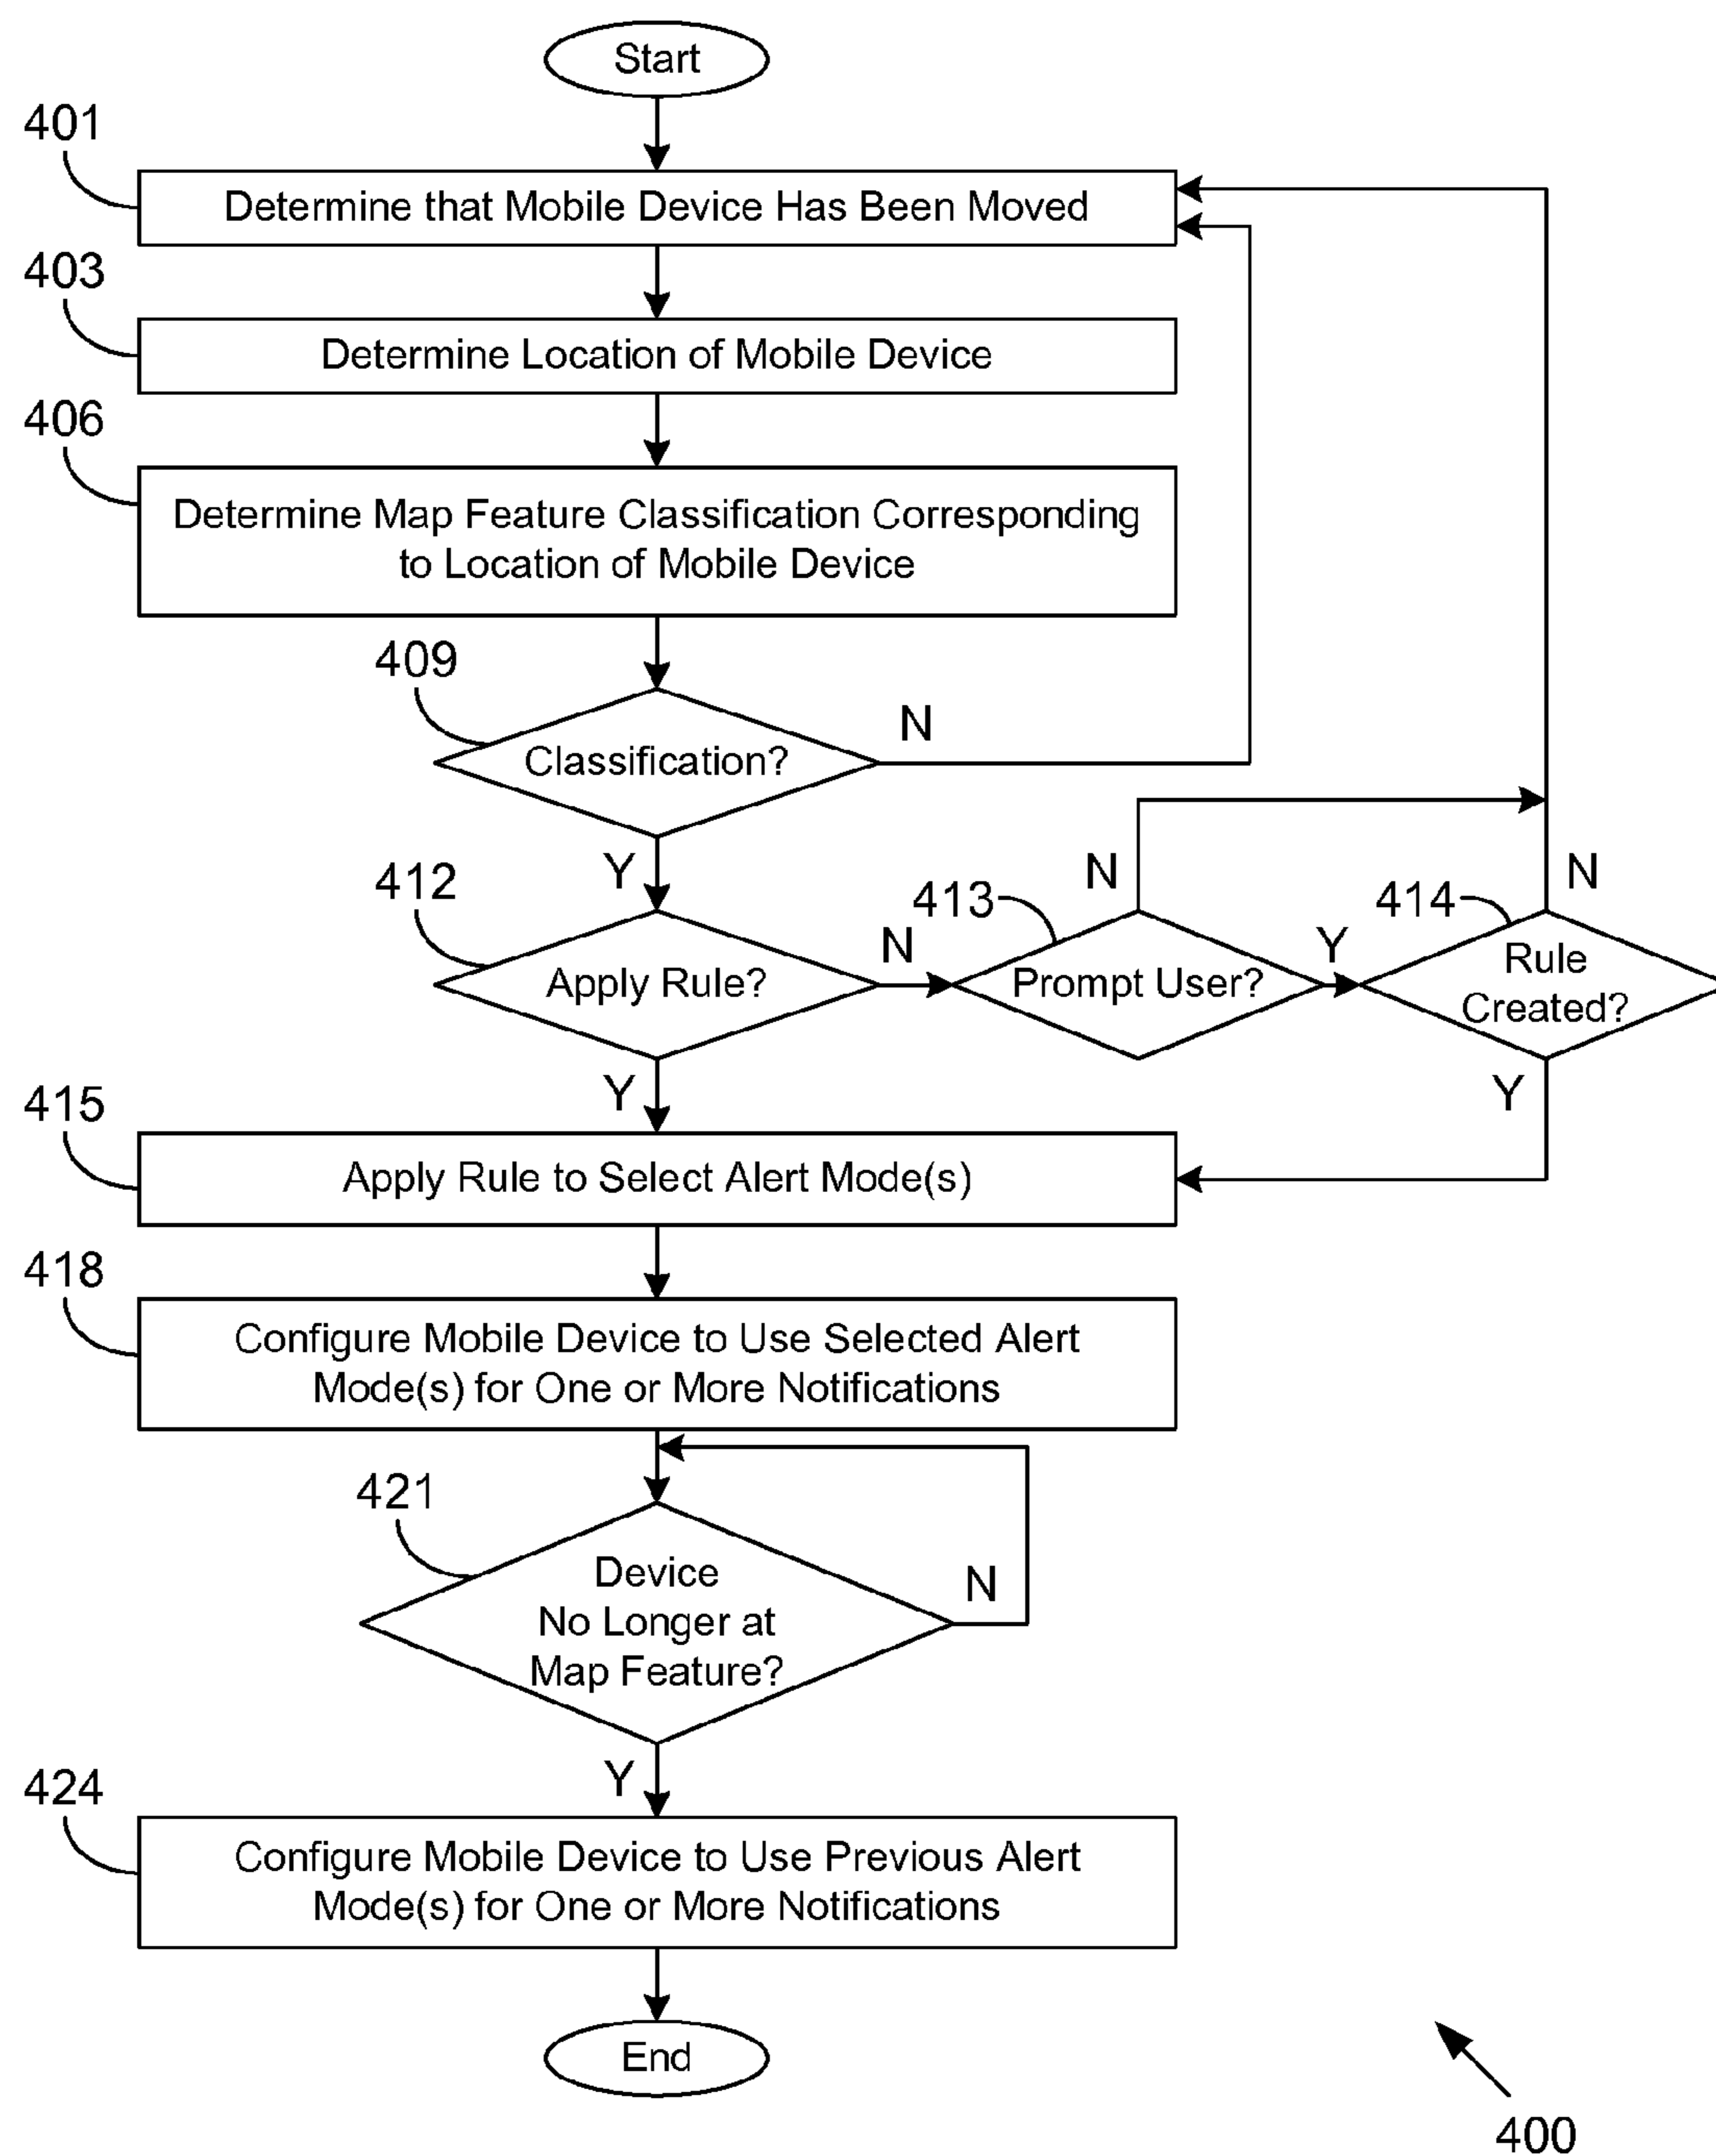 Start
401
Determine that Mobile Device Has Been Moved
403
Determine Location of Mobile Device
406
Determine Map Feature Classification Corresponding
to Location of Mobile Device
409
Classification?
N
Y
412
Apply Rule?
N
413
Prompt User?
N
Y
414
Rule
Created?
N
Y
Y
415
Apply Rule to Select Alert Mode(s)
418
Configure Mobile Device to Use Selected Alert
Mode(s) for One or More Notifications
421
Device
No Longer at
Map Feature?
N
Y
424
Configure Mobile Device to Use Previous Alert
Mode(s) for One or More Notifications
End
400